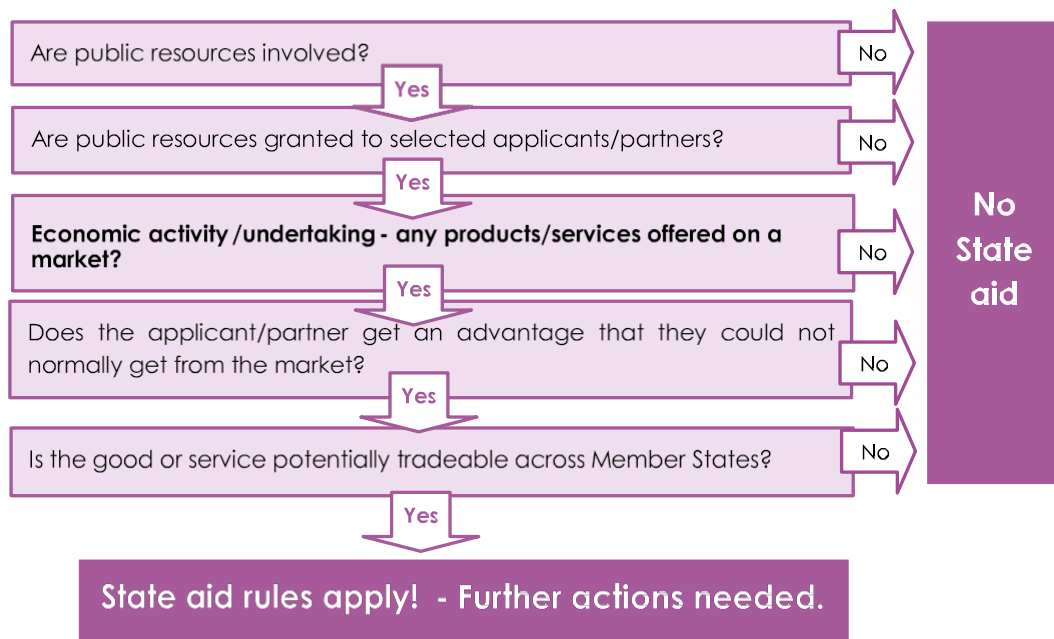 Are public resources involved?
No
Yes
Are public resources granted to selected applicants/partners?
No
Yes
Economic activity/undertaking - any products/services offered on a
market?
No
Yes
Does the applicant/partner get an advantage that they could not
normally get from the market?
No
Yes
Is the good or service potentially tradeable across Member States?
No
Yes
No
State
aid
State aid rules apply! - Further actions needed.